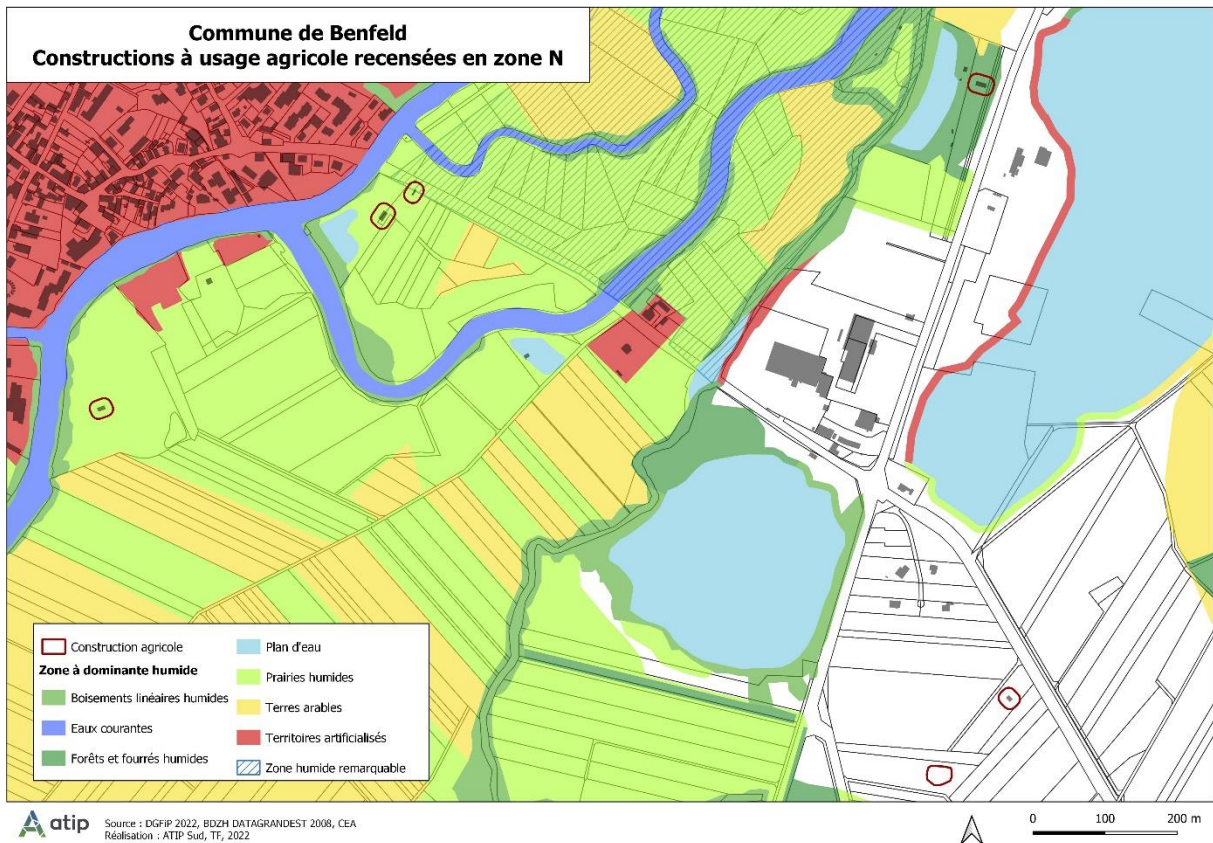 Commune de Benfeld
Constructions à usage agricole recensées en zone N
Construction agricole
Zone à dominante humide
Boisements linéaires humides
Eaux courantes
Forêts et fourrés humides
Plan d'eau
Prairies humides
Terres arables
Territoires artificialisés
Zone humide remarquable
atip
Source : DGFiP 2022, BDZH DATAGRANDEST 2008, CEA
Réalisation : ATIP Sud, TF, 2022
0 100 200 m